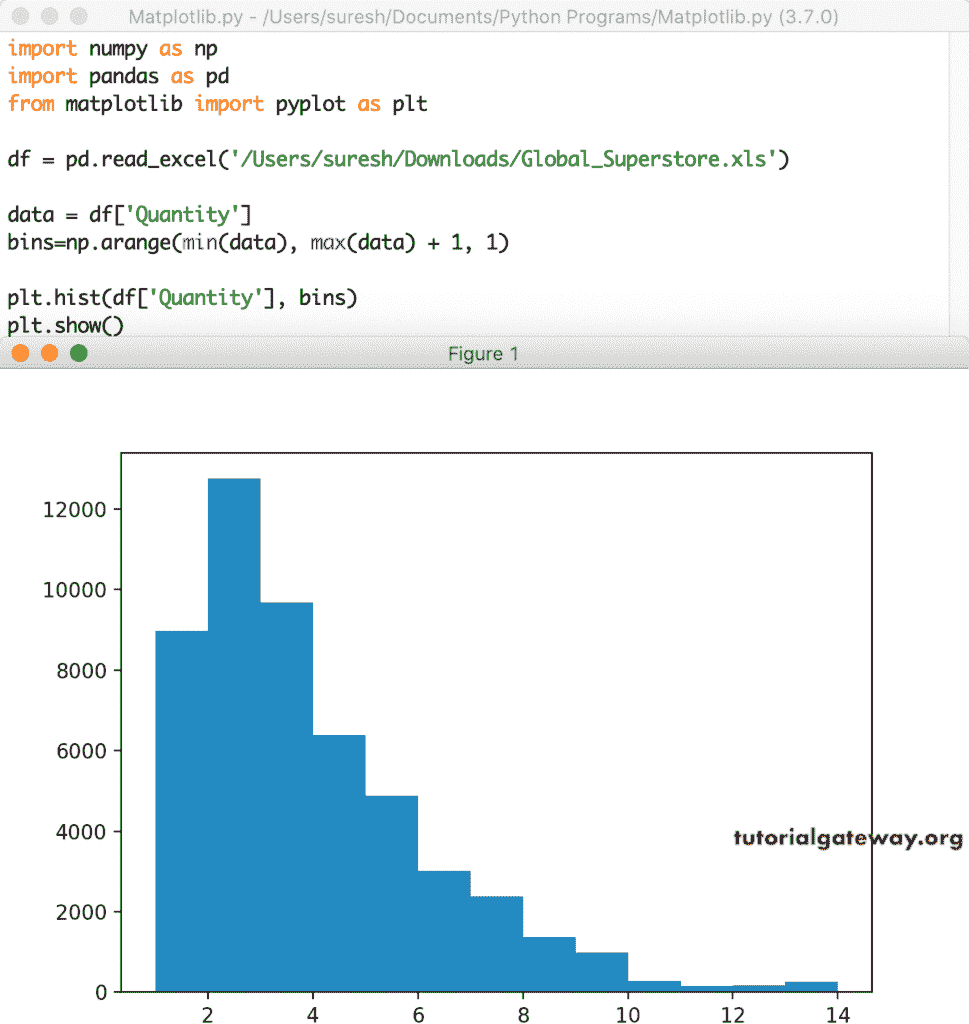 Matplotlib.py - /Users/suresh/Documents/Python Programs/Matplotlib.py (3.7.0)
import numpy as np
import pandas as pd
from matplotlib import pyplot as plt
df = pd.read_excel('/Users/suresh/Downloads/Global_Superstore.xls')
data = df['Quantity']
bins=np.arange(min(data), max(data) + 1, 1)
plt.hist(df['Quantity'], bins)
plt.show()
Figure 1
12000
10000
8000
6000
4000
tutorialgateway.org
2000
0
2 4 6 8 10 12 14